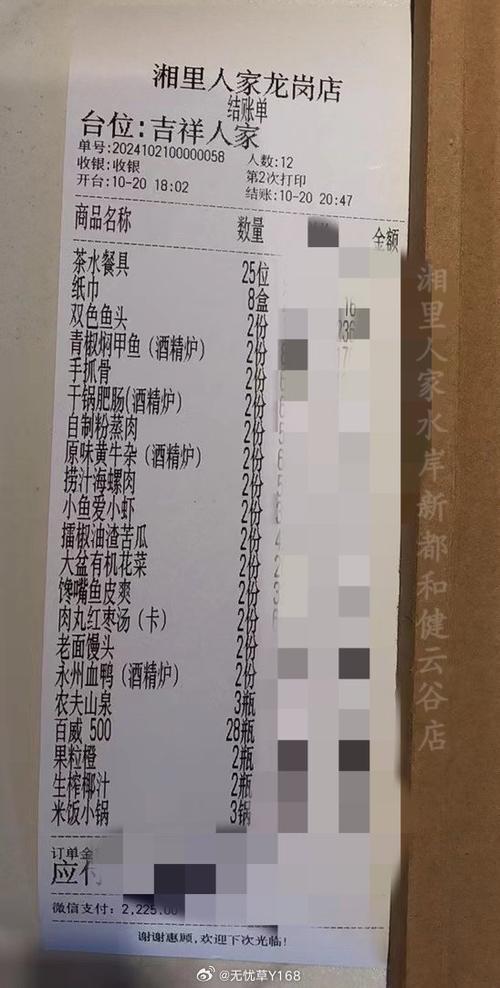 湘里人家龙岗店
结账单
台位:吉祥人家
单号:2024102100000058 人数:12
收银:收银 第2次打印
开台:10-20 18:02 结账:10-20 20:47
商品名称 数量 金额
茶水餐具 25位
纸巾 8盒 16
双色鱼头 2份 236
青椒焖甲鱼(酒精炉) 2份
手抓骨 2份
干锅肥肠(酒精炉) 2份
自制粉蒸肉 2份
原味黄牛杂(酒精炉) 2份
捞汁海螺肉 2份
小鱼爱小虾 2份
擂椒油渣苦瓜 2份
大盆有机花菜 2份
馋嘴鱼皮爽 2份
肉丸红枣汤(卡) 2份
老面馒头 2份
永州血鸭(酒精炉) 2份
农夫山泉 3瓶
百威 500 28瓶
果粒橙 2瓶
生榨椰汁 2瓶
米饭小锅 3锅
订单金
应付
微信支付: 2,225.00
谢谢惠顾,欢迎下次光临!
湘里人家水岸新都和健云谷店
@无忧草Y168